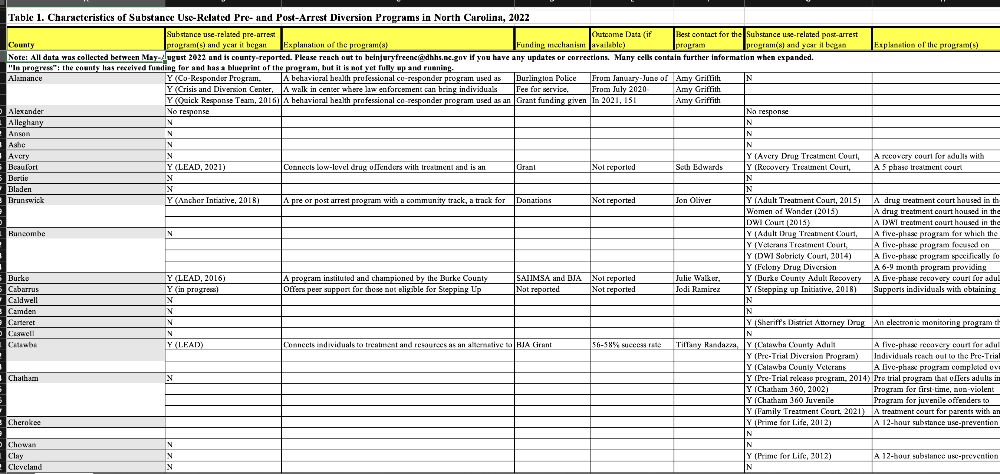 Table 1. Characteristics of Substance Use-Related Pre- and Post-Arrest Diversion Programs in North Carolina, 2022
County
Substance use-related pre-arrest
program(s) and year it began
Explanation of the program(s)
Funding mechanism
Outcome Data (if
available)
Best contact for the
program
Substance use-related post-arrest
program(s) and year it began
Explanation of the program(s)
Note: All data was collected between May-August 2022 and is county-reported. Please reach out to beinjuryfreenc@dhhs.nc.gov if you have any updates or corrections. Many cells contain further information when expanded.
"In progress": the county has received funding for and has a blueprint of the program, but it is not yet fully up and running.
Alamance Y (Co-Responder Program, A behavioral health professional co-responder program used as Burlington Police From January-June of Amy Griffith N
Y (Crisis and Diversion Center, A walk in center where law enforcement can bring individuals Fee for service, From July 2020- Amy Griffith
Y (Quick Response Team, 2016) A behavioral health professional co-responder program used as an Grant funding given In 2021, 151 Amy Griffith
Alexander No response No response
Alleghany N N
Anson N N
Ashe N N
Avery N Y (Avery Drug Treatment Court, A recovery court for adults with
Beaufort Y (LEAD, 2021) Connects low-level drug offenders with treatment and is an Grant Not reported Seth Edwards Y (Recovery Treatment Court, A 5 phase treatment court
Bertie N N
Bladen N N
Brunswick Y (Anchor Intiative, 2018) A pre or post arrest program with a community track, a track for Donations Not reported Jon Oliver Y (Adult Treatment Court, 2015) A drug treatment court housed in the
Women of Wonder (2015) A drug treatment court housed in the
DWI Court (2015) A DWI treatment court housed in the
Buncombe N Y (Adult Drug Treatment Court, A five-phase program for which the
Y (Veterans Treatment Court, A five-phase program focused on
Y (DWI Sobriety Court, 2014) A five-phase program specifically fo
Y (Felony Drug Diversion A 6-9 month program providing
Burke Y (LEAD, 2016) A program instituted and championed by the Burke County SAHMSA and BJA Not reported Julie Walker, Y (Burke County Adult Recovery A five-phase recovery court for adul
Cabarrus Y (in progress) Offers peer support for those not eligible for Stepping Up Not reported Not reported Jodi Ramirez Y (Stepping up Initiative, 2018) Supports individuals with obtaining
Caldwell N N
Camden N N
Carteret N Y (Sheriff's District Attorney Drug An electronic monitoring program th
Caswell N N
Catawba Y (LEAD) Connects individuals to treatment and resources as an alternative to BJA Grant 56-58% success rate Tiffany Randazza, Y (Catawba County Adult A five-phase recovery court for adul
Y (Pre-Trial Diversion Program) Individuals reach out to the Pre-Trial
Y (Catawba County Veterans A five-phase program completed ove
Chatham N Y (Pre-Trial release program, 2014) Pre trial program that offers adults in
Y (Chatham 360, 2002) Program for first-time, non-violent
Y (Chatham 360 Juvenile Program for juvenile offenders to
Y (Family Treatment Court, 2021) A treatment court for parents with an
Cherokee Y (Prime for Life, 2012) A 12-hour substance use-prevention
N
Chowan N N
Clay N Y (Prime for Life, 2012) A 12-hour substance use-prevention
Cleveland N N